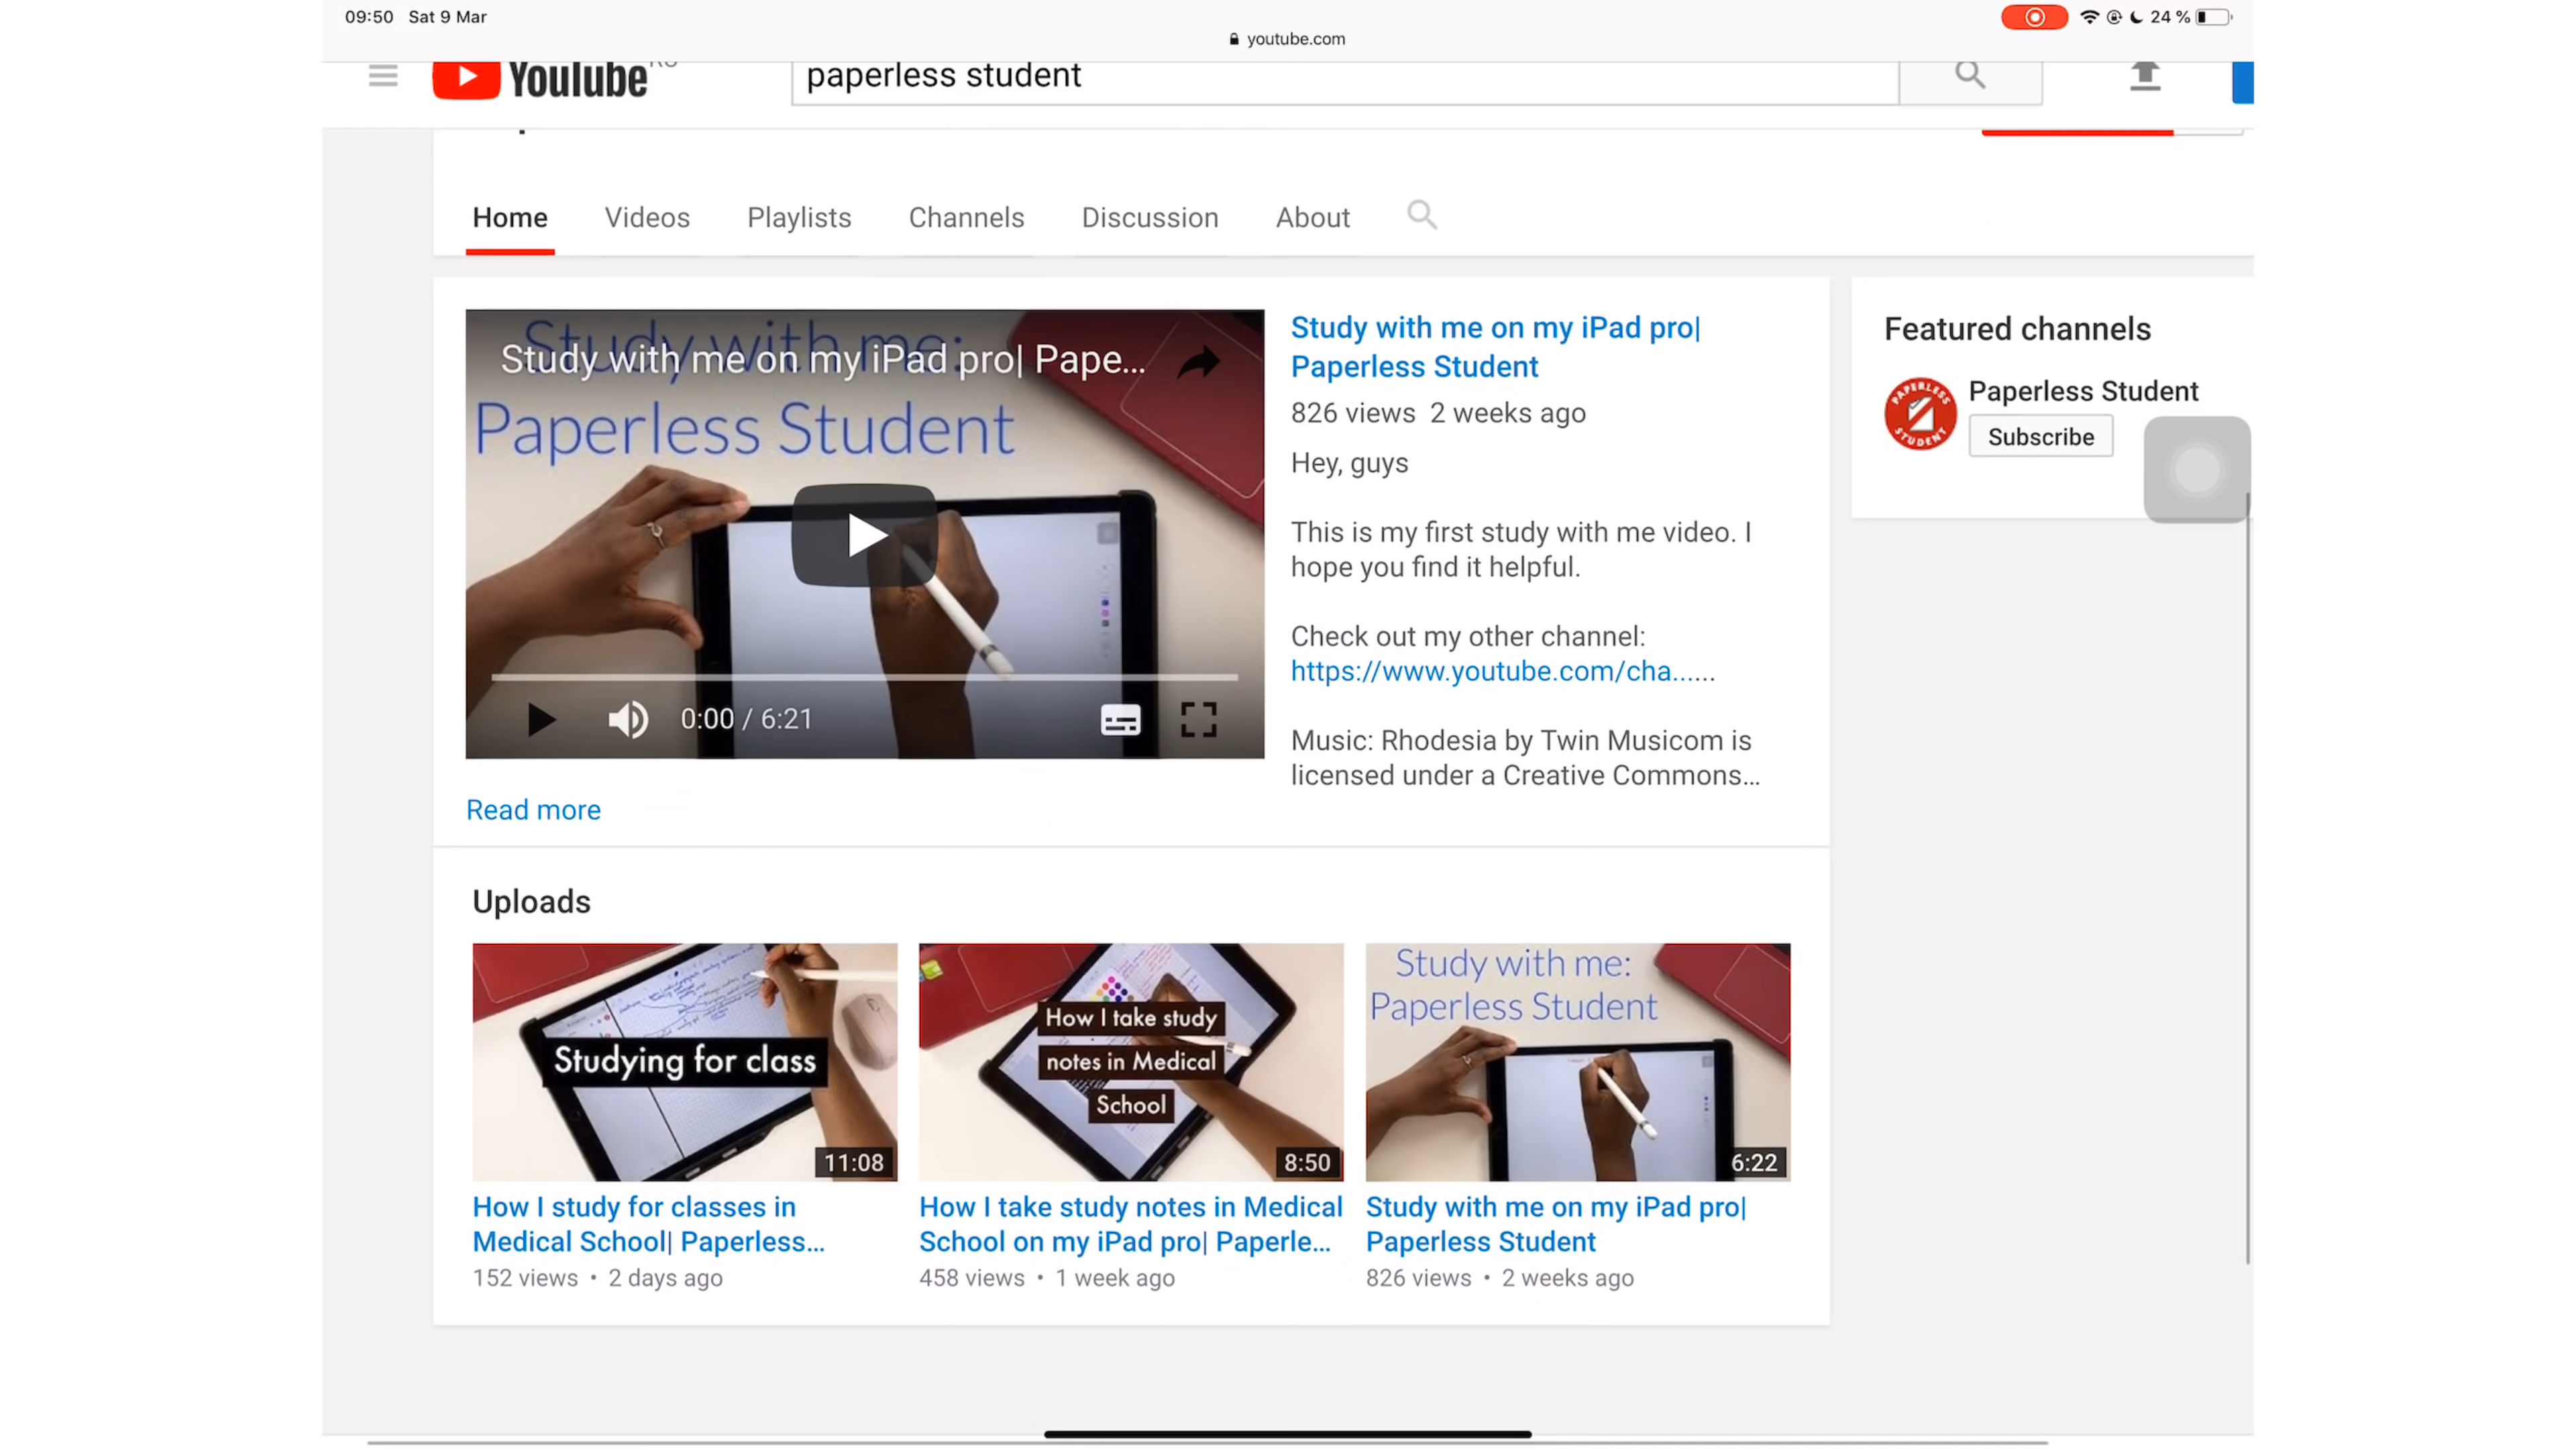 09:50 Sat 9 Mar
24 %
youtube.com
YouTube
paperless student
Home Videos Playlists Channels Discussion About
Study with me:
Study with me on my iPad pro| Pape...
Paperless Student
0:00 / 6:21
Study with me on my iPad pro|
Paperless Student
826 views 2 weeks ago
Hey, guys
This is my first study with me video. I
hope you find it helpful.
Check out my other channel:
https://www.youtube.com/cha......
Music: Rhodesia by Twin Musicom is
licensed under a Creative Commons...
Read more
Featured channels
PAPERLESS
STUDENT
Paperless Student
Subscribe
Uploads
Studying for class
11:08
How I study for classes in
Medical School| Paperless...
152 views • 2 days ago
How I take study
notes in Medical
School
8:50
How I take study notes in Medical
School on my iPad pro| Paperle...
458 views • 1 week ago
Study with me:
Paperless Student
6:22
Study with me on my iPad pro|
Paperless Student
826 views • 2 weeks ago